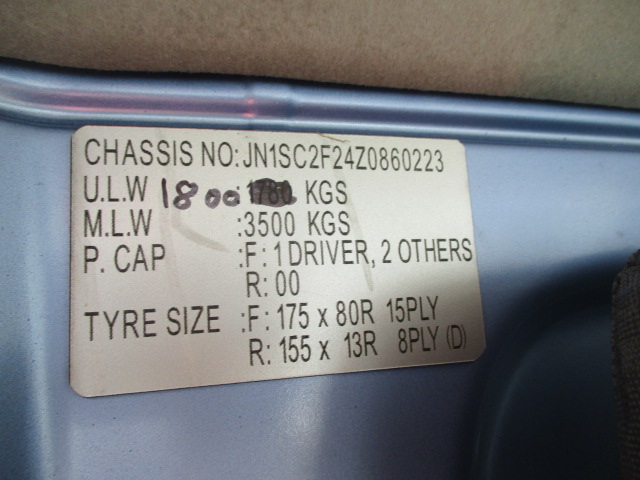 CHASSIS NO:JN1SC2F24Z0860223
U.L.W 1800 :1780 KGS
M.L.W :3500 KGS
P. CAP :F: 1 DRIVER, 2 OTHERS
R: 00
TYRE SIZE :F: 175 x 80R 15PLY
R: 155 x 13R 8PLY (D)